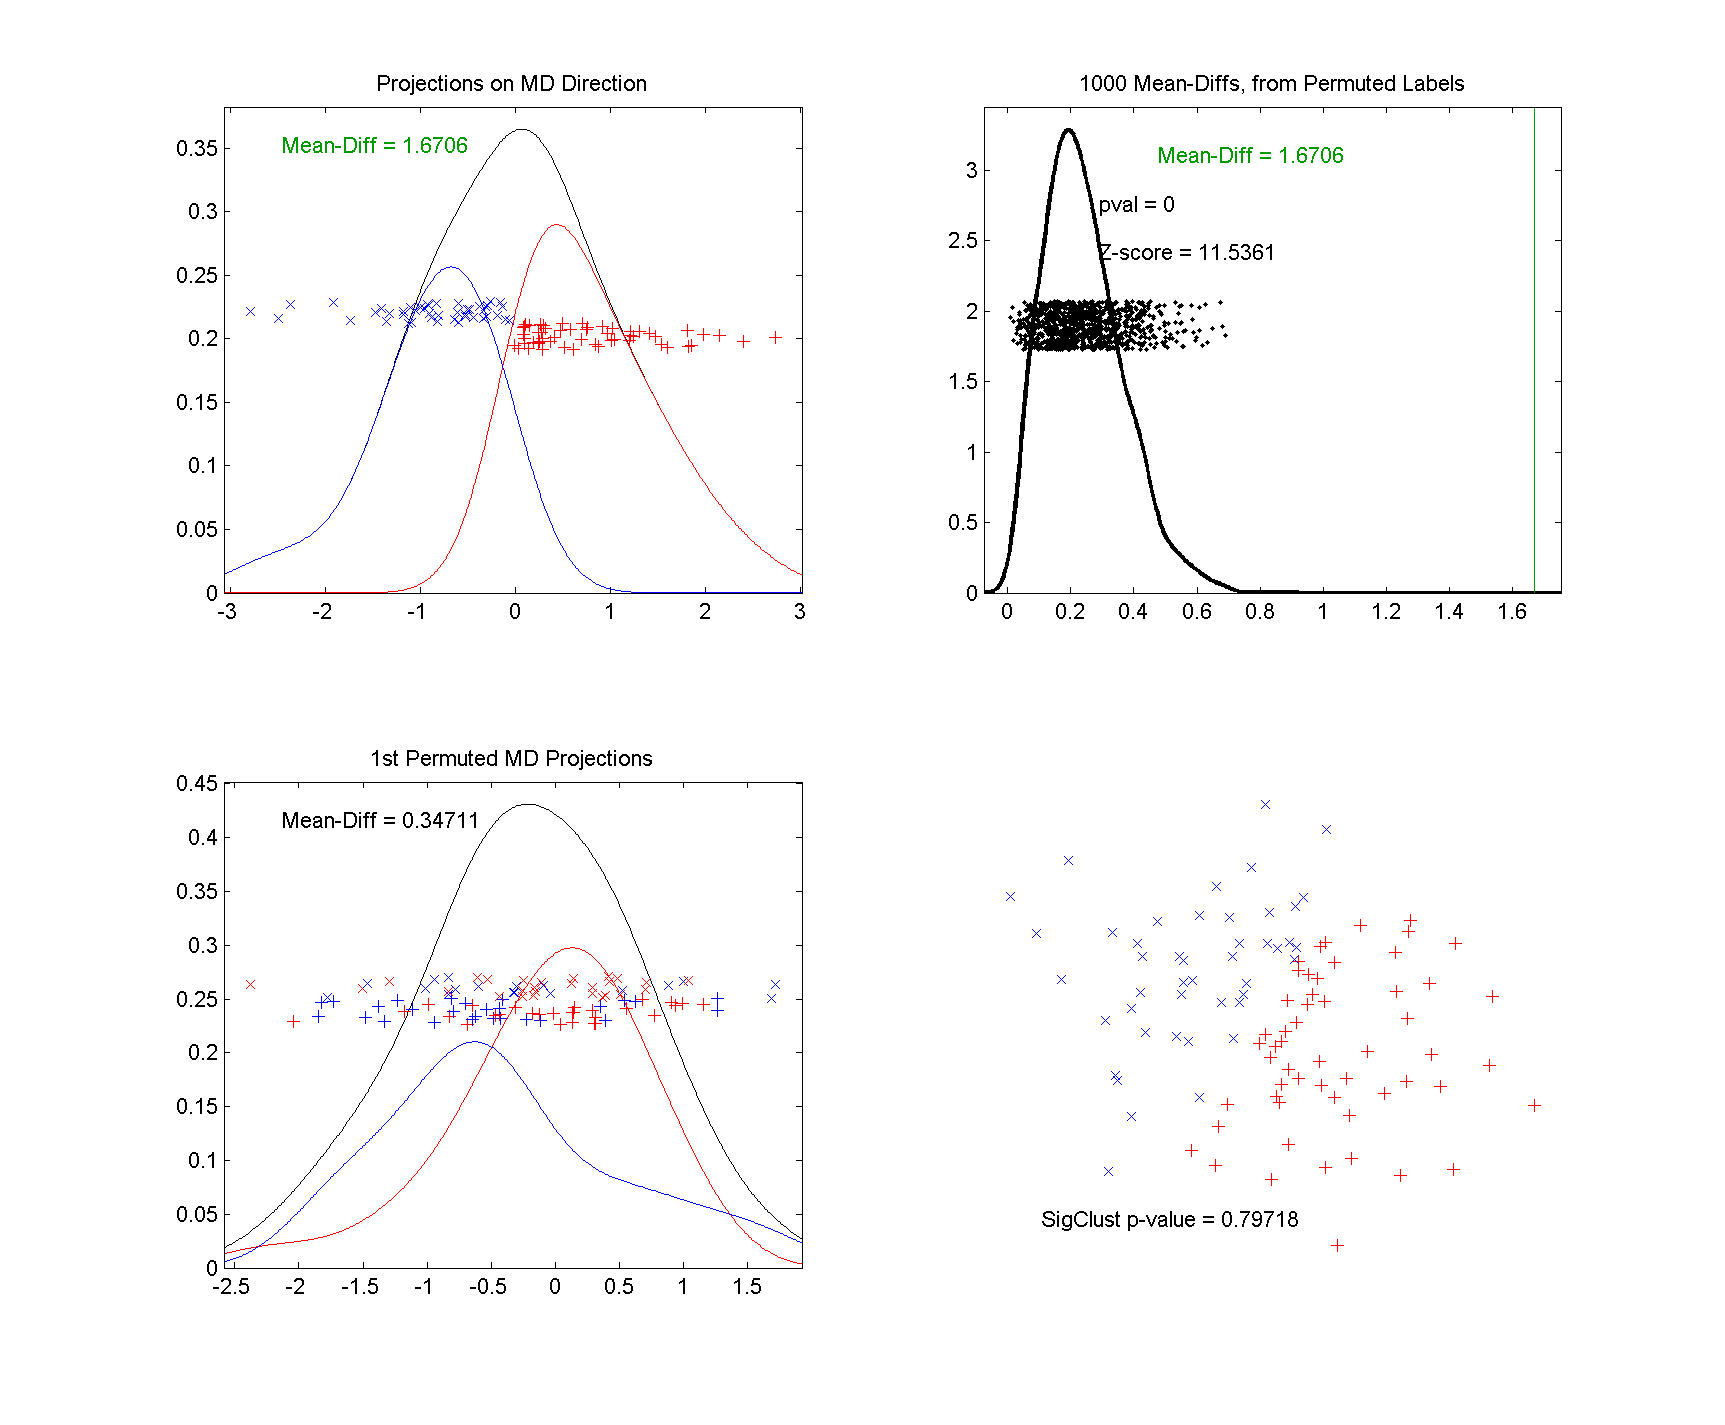 Projections on MD Direction
Mean-Diff = 1.6706
0.35
0.3
0.25
0.2
0.15
0.1
0.05
0
-3 -2 -1 0 1 2 3
1000 Mean-Diffs, from Permuted Labels
Mean-Diff = 1.6706
pval = 0
Z-score = 11.5361
3
2.5
2
1.5
1
0.5
0
0 0.2 0.4 0.6 0.8 1 1.2 1.4 1.6
1st Permuted MD Projections
Mean-Diff = 0.34711
0.45
0.4
0.35
0.3
0.25
0.2
0.15
0.1
0.05
0
-2.5 -2 -1.5 -1 -0.5 0 0.5 1 1.5
SigClust p-value = 0.79718